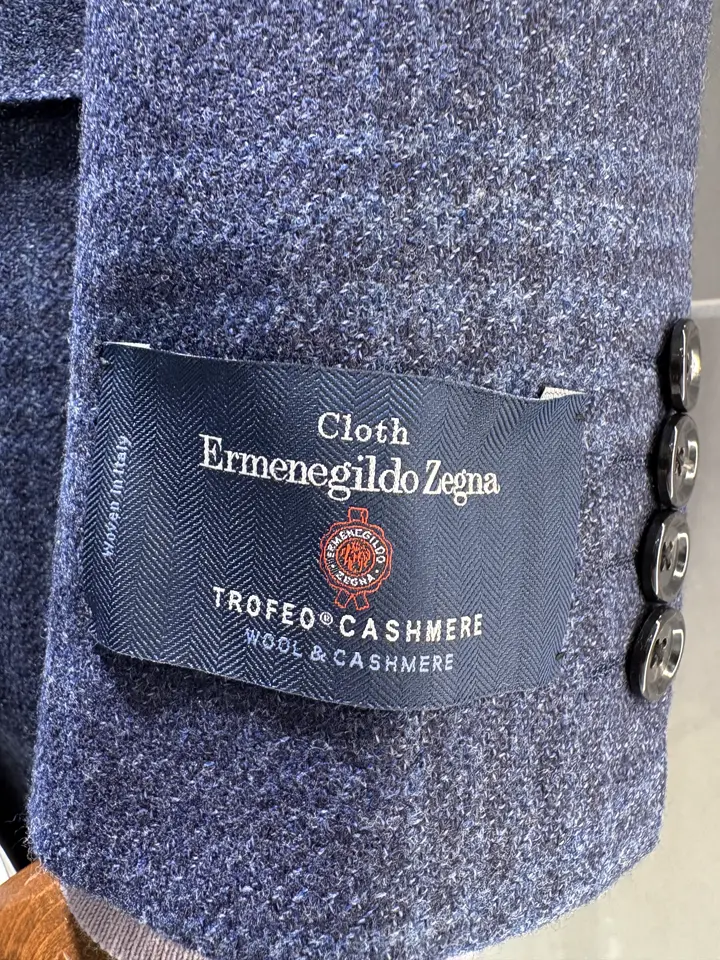 Cloth
Ermenegildo Zegna
ERMENEGILDO
ZEGNA
TROFEO® CASHMERE
WOOL & CASHMERE
Woven in Italy